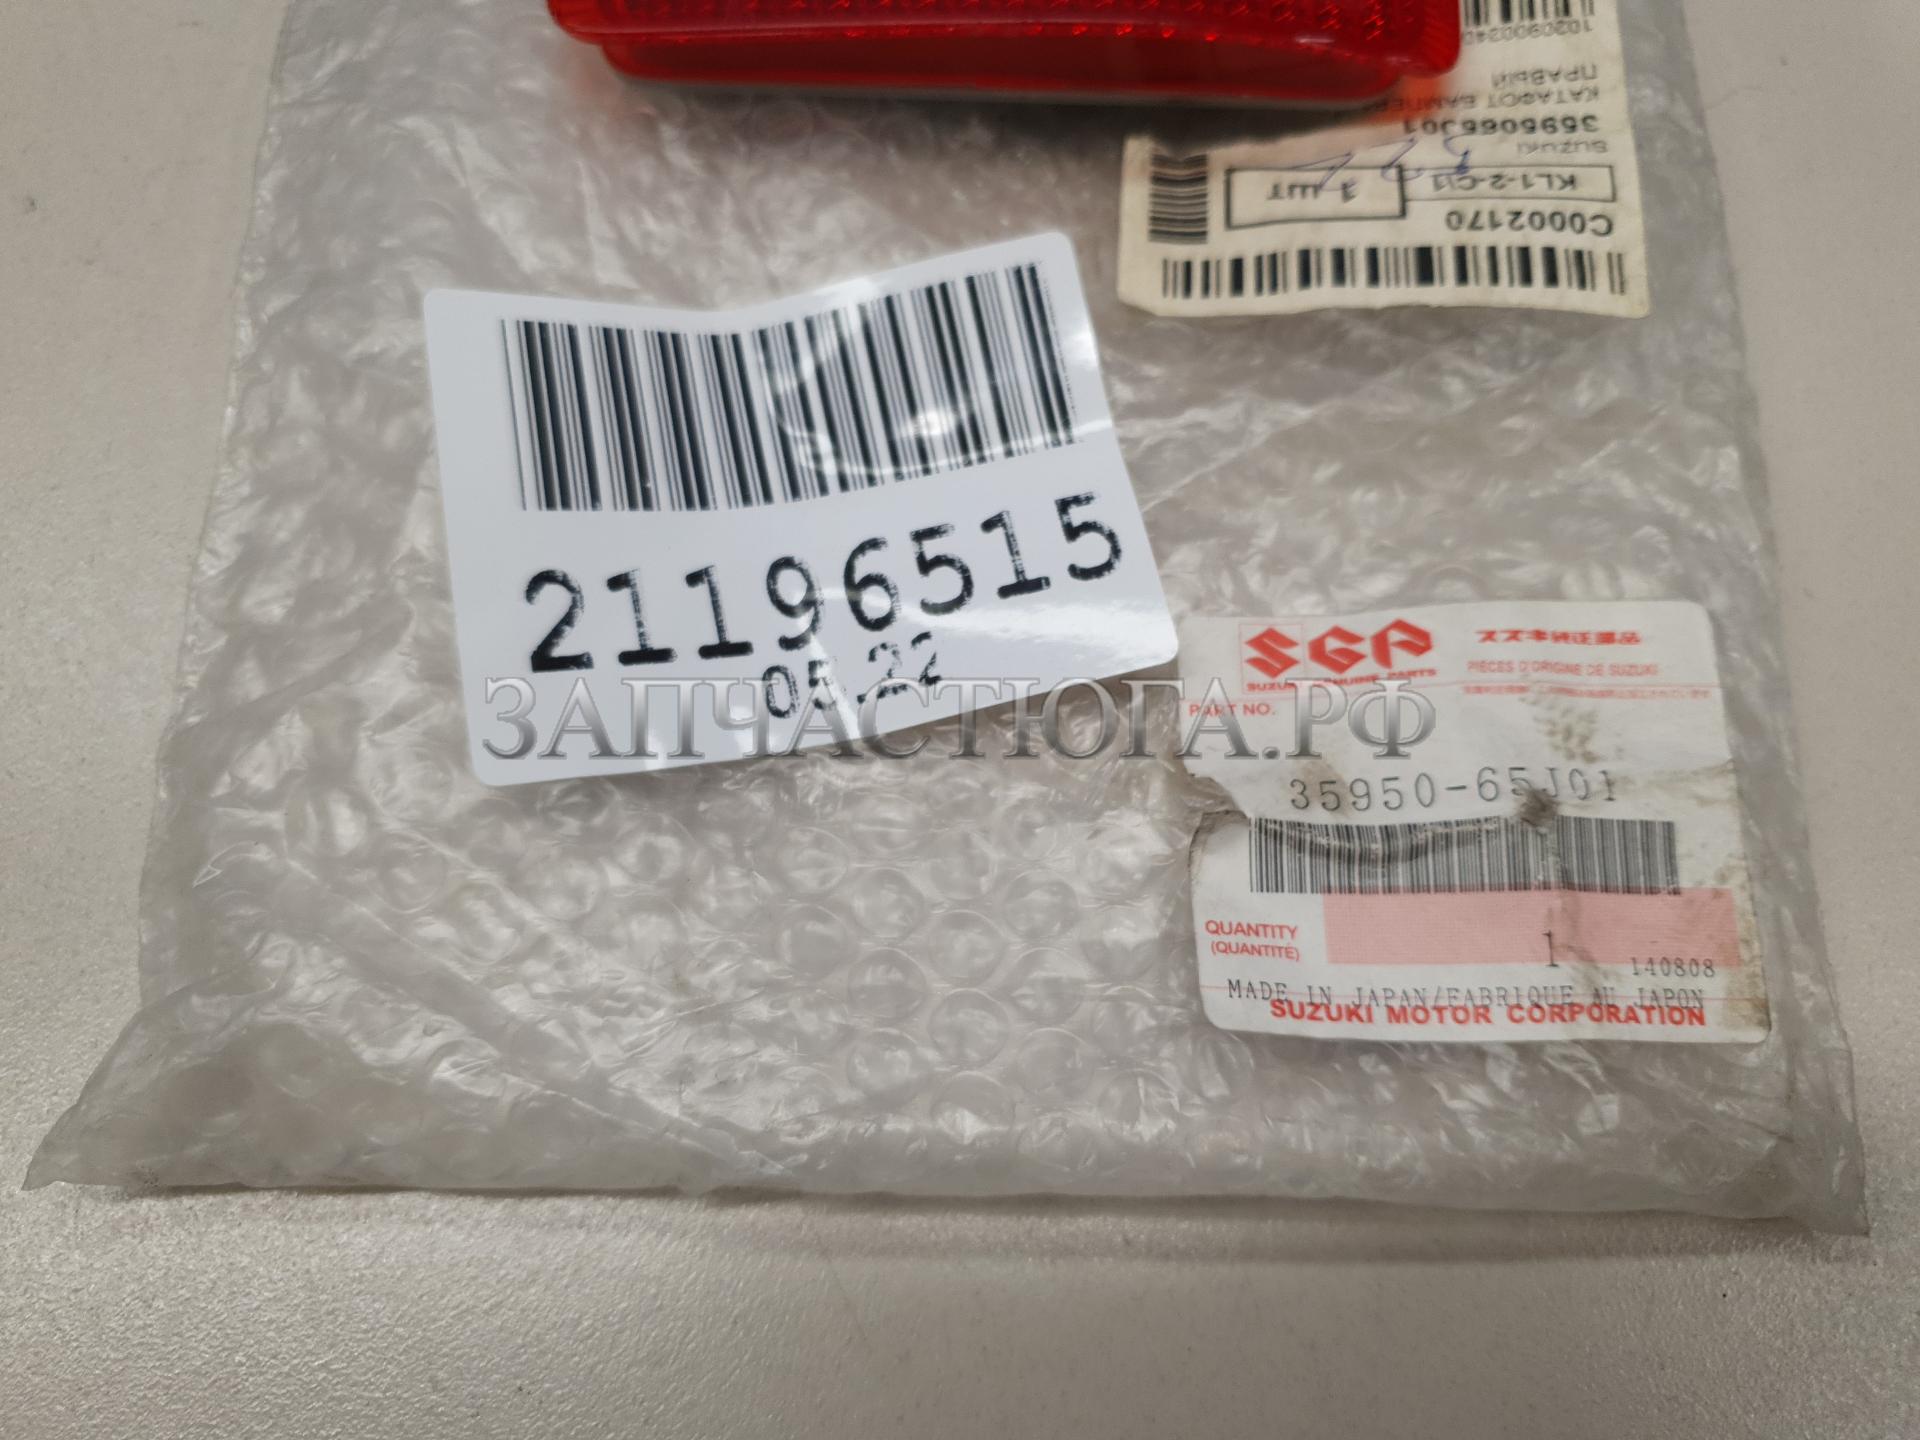 1020900240
ПРАВЫЙ
КАТАФОТ БАМПЕРА
3595065J01
SUZUKI
KL1-2-C11
1 ШТ
C0002170
21196515
05.22
SGP
SUZUKI GENUINE PARTS
スズキ純正部品
PIÈCES D'ORIGINE DE SUZUKI
PART NO.
35950-65J01
QUANTITY
(QUANTITÉ)
1
140808
MADE IN JAPAN/FABRIQUE AU JAPON
SUZUKI MOTOR CORPORATION
ЗАПЧАСТЮГА.РФ